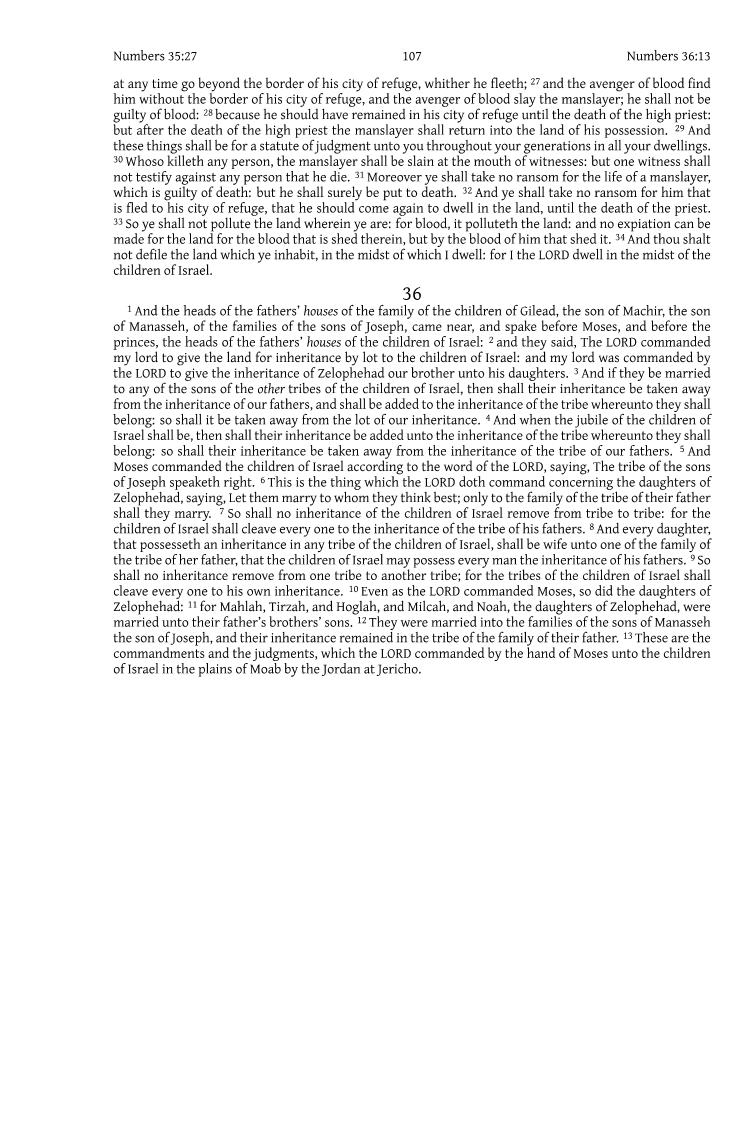 Numbers 35:27 107 Numbers 36:13
at any time go beyond the border of his city of refuge, whither he fleeth; 27 and the avenger of blood find
him without the border of his city of refuge, and the avenger of blood slay the manslayer; he shall not be
guilty of blood: 28 because he should have remained in his city of refuge until the death of the high priest:
but after the death of the high priest the manslayer shall return into the land of his possession. 29 And
these things shall be for a statute of judgment unto you throughout your generations in all your dwellings.
30 Whoso killeth any person, the manslayer shall be slain at the mouth of witnesses: but one witness shall
not testify against any person that he die. 31 Moreover ye shall take no ransom for the life of a manslayer,
which is guilty of death: but he shall surely be put to death. 32 And ye shall take no ransom for him that
is fled to his city of refuge, that he should come again to dwell in the land, until the death of the priest.
33 So ye shall not pollute the land wherein ye are: for blood, it polluteth the land: and no expiation can be
made for the land for the blood that is shed therein, but by the blood of him that shed it. 34 And thou shalt
not defile the land which ye inhabit, in the midst of which I dwell: for I the LORD dwell in the midst of the
children of Israel.
36
1 And the heads of the fathers' houses of the family of the children of Gilead, the son of Machir, the son
of Manasseh, of the families of the sons of Joseph, came near, and spake before Moses, and before the
princes, the heads of the fathers' houses of the children of Israel: 2 and they said, The LORD commanded
my lord to give the land for inheritance by lot to the children of Israel: and my lord was commanded by
the LORD to give the inheritance of Zelophehad our brother unto his daughters. 3 And if they be married
to any of the sons of the other tribes of the children of Israel, then shall their inheritance be taken away
from the inheritance of our fathers, and shall be added to the inheritance of the tribe whereunto they shall
belong: so shall it be taken away from the lot of our inheritance. 4 And when the jubile of the children of
Israel shall be, then shall their inheritance be added unto the inheritance of the tribe whereunto they shall
belong: so shall their inheritance be taken away from the inheritance of the tribe of our fathers. 5 And
Moses commanded the children of Israel according to the word of the LORD, saying, The tribe of the sons
of Joseph speaketh right. 6 This is the thing which the LORD doth command concerning the daughters of
Zelophehad, saying, Let them marry to whom they think best; only to the family of the tribe of their father
shall they marry. 7 So shall no inheritance of the children of Israel remove from tribe to tribe: for the
children of Israel shall cleave every one to the inheritance of the tribe of his fathers. 8 And every daughter,
that possesseth an inheritance in any tribe of the children of Israel, shall be wife unto one of the family of
the tribe of her father, that the children of Israel may possess every man the inheritance of his fathers. 9 So
shall no inheritance remove from one tribe to another tribe; for the tribes of the children of Israel shall
cleave every one to his own inheritance. 10 Even as the LORD commanded Moses, so did the daughters of
Zelophehad: 11 for Mahlah, Tirzah, and Hoglah, and Milcah, and Noah, the daughters of Zelophehad, were
married unto their father's brothers' sons. 12 They were married into the families of the sons of Manasseh
the son of Joseph, and their inheritance remained in the tribe of the family of their father. 13 These are the
commandments and the judgments, which the LORD commanded by the hand of Moses unto the children
of Israel in the plains of Moab by the Jordan at Jericho.